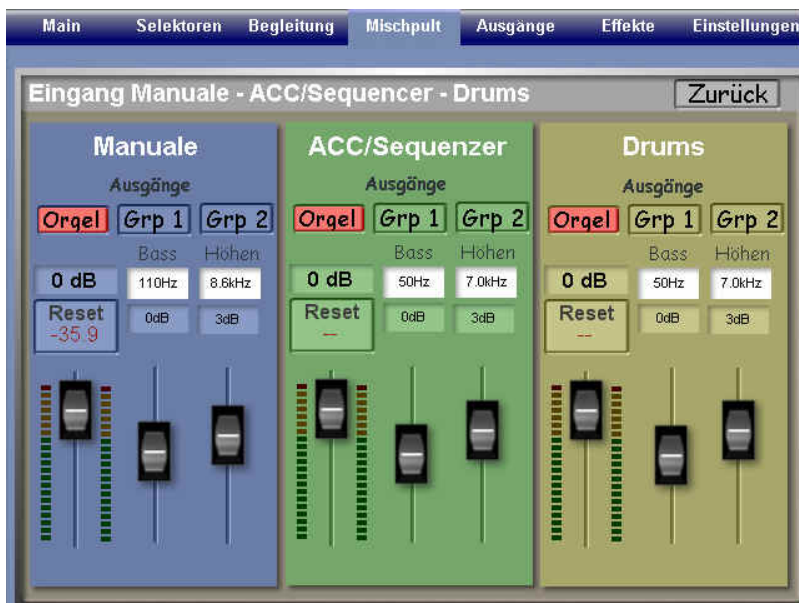 Main Selektoren Begleitung Mischpult Ausgänge Effekte Einstellungen
Eingang Manuale - ACC/Sequencer - Drums Zurück
Manuale
Ausgänge
Orgel Grp 1 Grp 2
Bass Höhen
0 dB 110Hz 8.6kHz
Reset 0dB 3dB
-35.9
ACC/Sequenzer
Ausgänge
Orgel Grp 1 Grp 2
Bass Höhen
0 dB 50Hz 7.0kHz
Reset 0dB 3dB
--
Drums
Ausgänge
Orgel Grp 1 Grp 2
Bass Höhen
0 dB 50Hz 7.0kHz
Reset 0dB 3dB
--